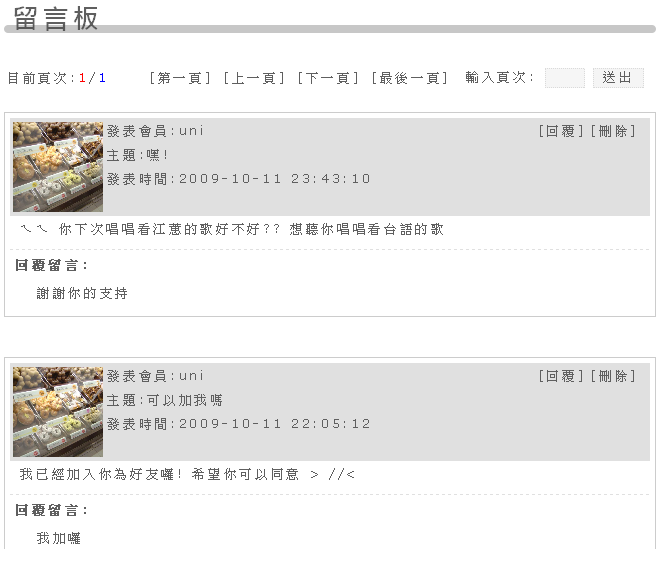 留言板
目前頁次:1/1 [第一頁] [上一頁] [下一頁] [最後一頁] 輸入頁次: 送出
發表會員:uni [回覆][刪除]
主題:嘿!
發表時間:2009-10-11 23:43:10
ㄟㄟ 你下次唱唱看江蕙的歌好不好?? 想聽你唱唱看台語的歌
回覆留言:
謝謝你的支持
發表會員:uni [回覆][刪除]
主題:可以加我嗎
發表時間:2009-10-11 22:05:12
我已經加入你為好友囉! 希望你可以同意 > //<
回覆留言:
我加囉